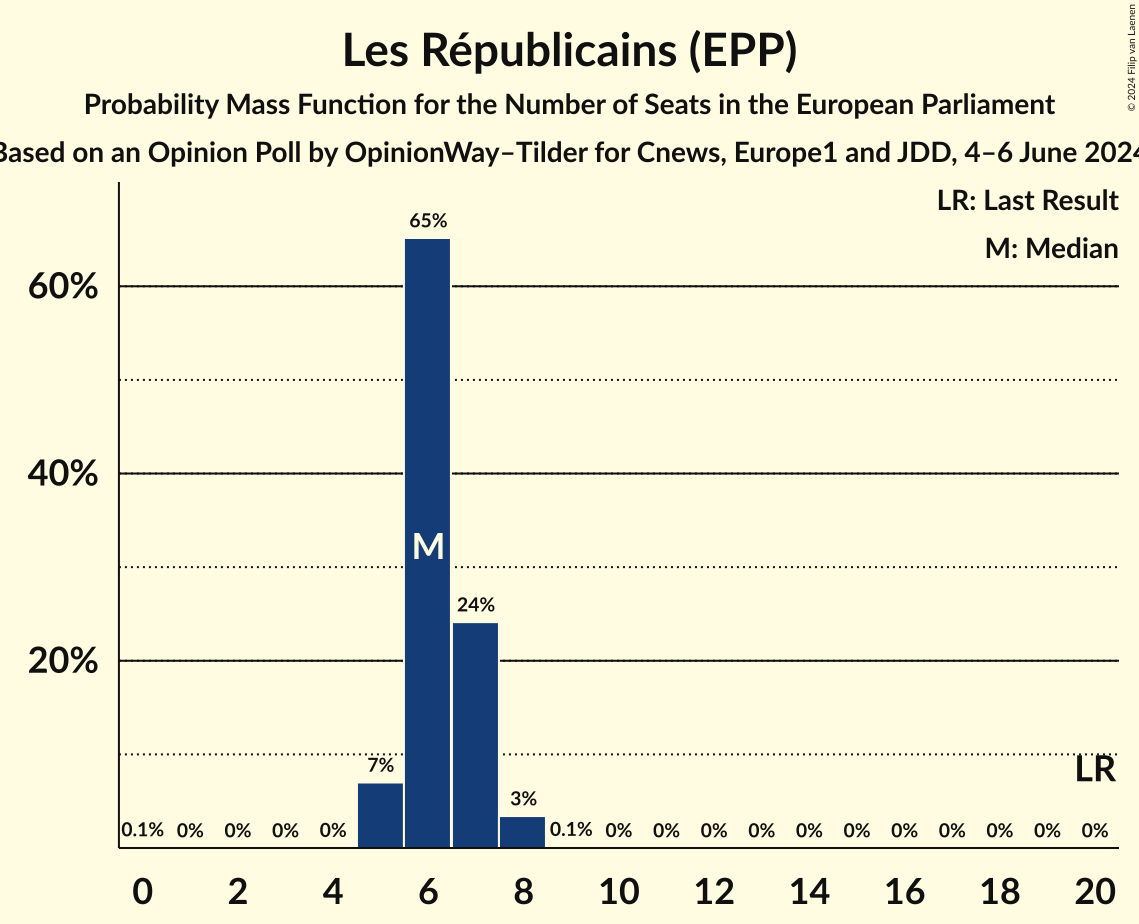 Les Républicains (EPP)
Probability Mass Function for the Number of Seats in the European Parliament
Based on an Opinion Poll by OpinionWay–Tilder for Cnews, Europe1 and JDD, 4–6 June 2024
© 2024 Filip van Laenen
LR: Last Result
M: Median
65%
60%
40%
M
24%
20%
7%
LR
3%
0.1% 0% 0% 0% 0% 0.1% 0% 0% 0% 0% 0% 0% 0% 0% 0% 0% 0%
0 2 4 6 8 10 12 14 16 18 20